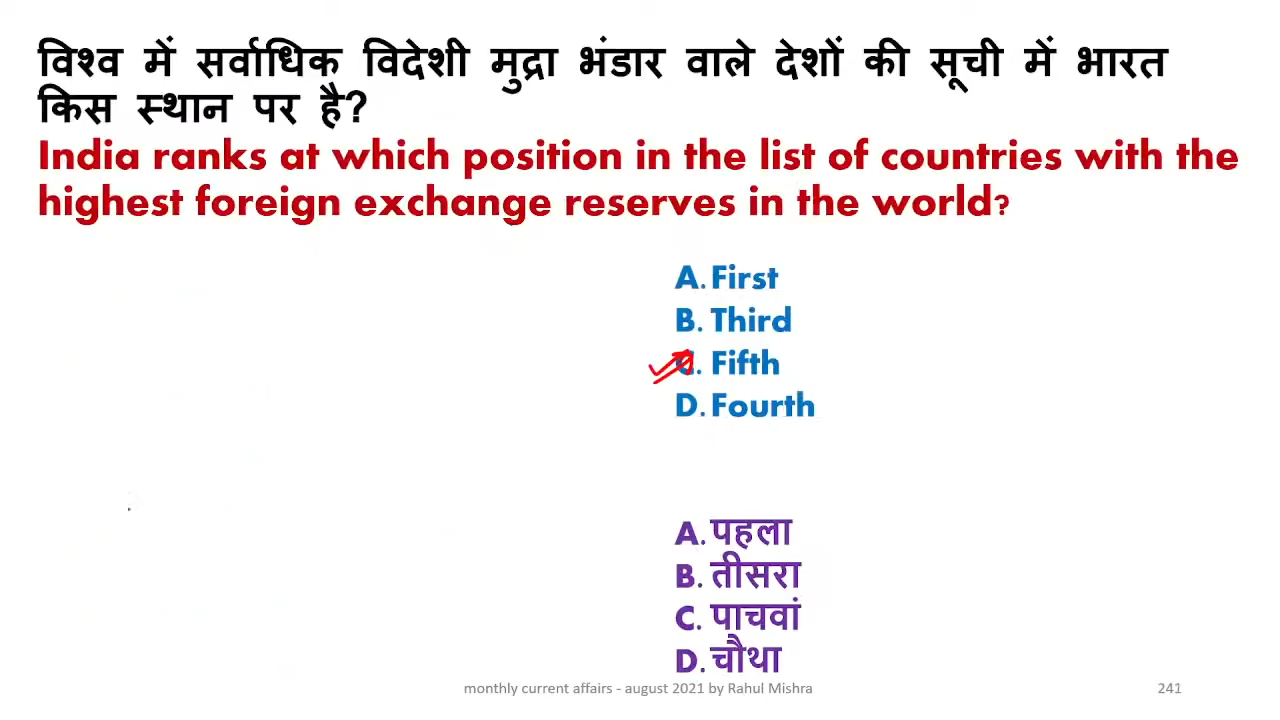 विश्व में सर्वाधिक विदेशी मुद्रा भंडार वाले देशों की सूची में भारत
किस स्थान पर है?
India ranks at which position in the list of countries with the
highest foreign exchange reserves in the world?
A. First
B. Third
C. Fifth
D. Fourth
A. पहला
B. तीसरा
C. पाचवां
D. चौथा
monthly current affairs - august 2021 by Rahul Mishra
241